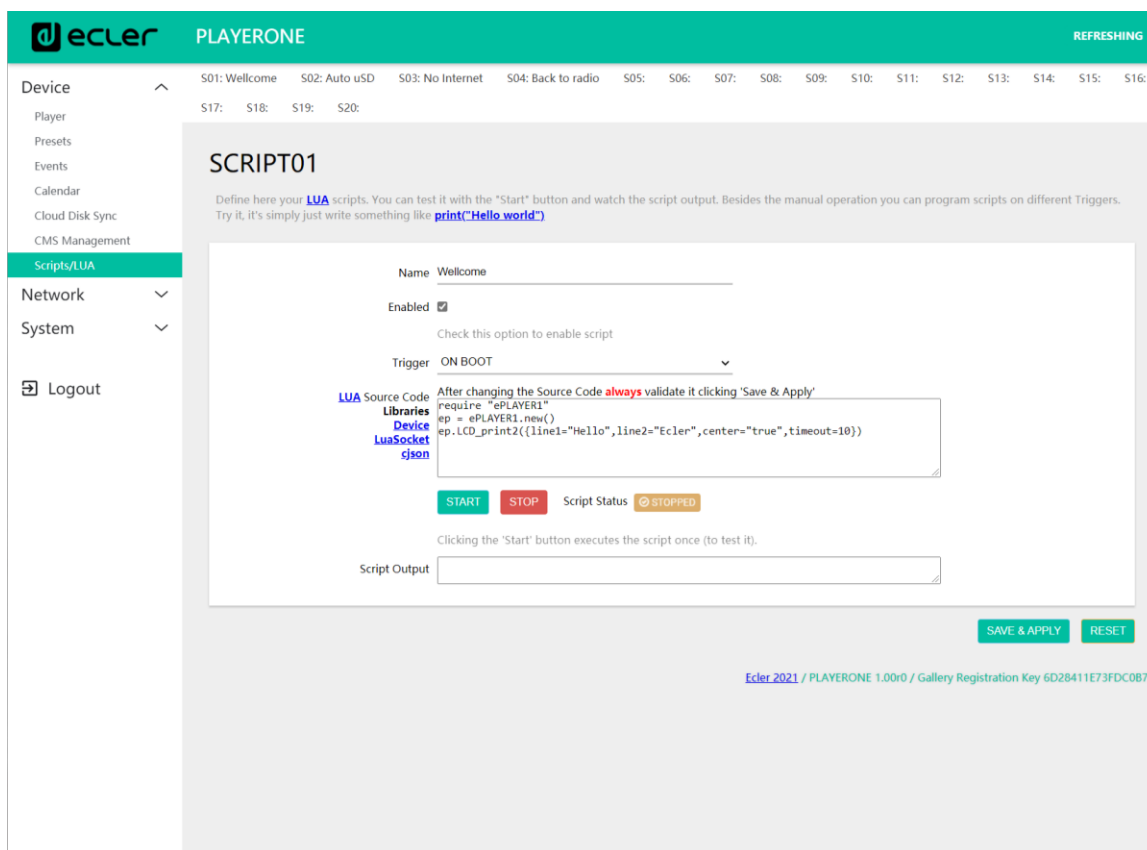 ecler PLAYERONE REFRESHING
Device
Player
Presets
Events
Calendar
Cloud Disk Sync
CMS Management
Scripts/LUA
Network
System
Logout
S01: Wellcome S02: Auto uSD S03: No Internet S04: Back to radio S05: S06: S07: S08: S09: S10: S11: S12: S13: S14: S15: S16:
S17: S18: S19: S20:
SCRIPT01
Define here your LUA scripts. You can test it with the "Start" button and watch the script output. Besides the manual operation you can program scripts on different Triggers.
Try it, it's simply just write something like print("Hello world")
Name Wellcome
Enabled
Check this option to enable script
Trigger ON BOOT
After changing the Source Code always validate it clicking 'Save & Apply'
LUA Source Code
Libraries
Device
LuaSocket
cjson
require "ePLAYER1"
ep = ePLAYER1.new()
ep.LCD_print2({line1="Hello",line2="Ecler",center="true",timeout=10})
START STOP Script Status STOPPED
Clicking the 'Start' button executes the script once (to test it).
Script Output
SAVE & APPLY RESET
Ecler 2021 / PLAYERONE 1.00r0 / Gallery Registration Key 6D28411E73FDC0B7